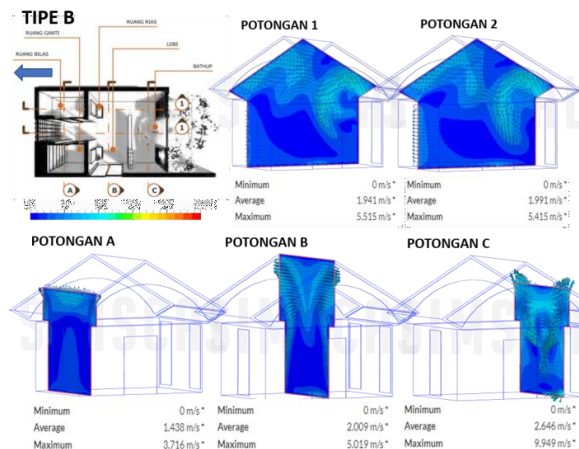 TIPE B
RUANG RIAS
RUANG GANTI
LOBI
RUANG BILAS
BATHUP
1
1
A
B
C
POTONGAN 1
Minimum 0 m/s*
Average 1.941 m/s*
Maximum 5.515 m/s*
POTONGAN 2
Minimum 0 m/s*
Average 1.991 m/s*
Maximum 5.415 m/s*
POTONGAN A
Minimum 0 m/s*
Average 1.438 m/s*
Maximum 3.716 m/s*
POTONGAN B
Minimum 0 m/s*
Average 2.009 m/s*
Maximum 5.019 m/s*
POTONGAN C
Minimum 0 m/s*
Average 2.646 m/s*
Maximum 9.949 m/s*